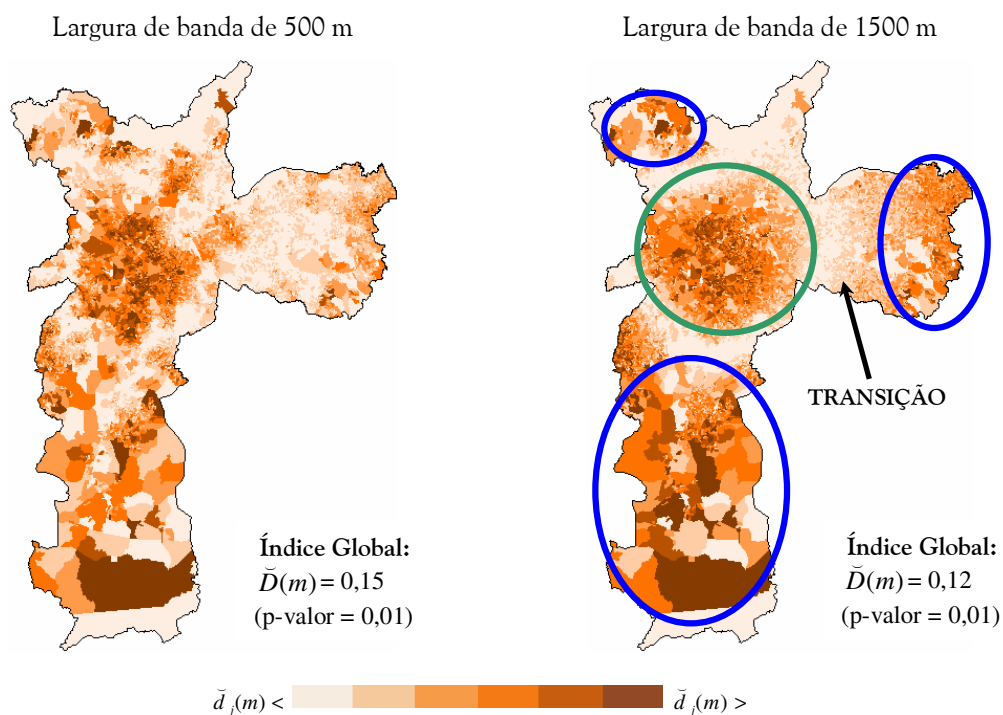 Largura de banda de 500 m
Largura de banda de 1500 m
TRANSIÇÃO
Índice Global:
D̆(m) = 0,15
(p-valor = 0,01)
Índice Global:
D̆(m) = 0,12
(p-valor = 0,01)
d̆ j(m) <
d̆ j(m) >